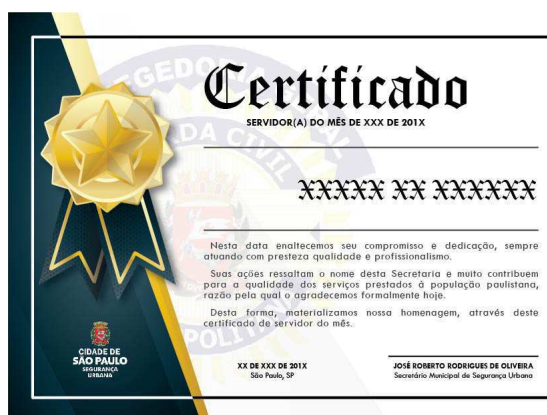 Certificado
SERVIDOR(A) DO MÊS DE XXX DE 201X
XXXXX XX XXXXXX
Nesta data enaltecemos seu compromisso e dedicação, sempre
atuando com presteza qualidade e profissionalismo.
Suas ações ressaltam o nome desta Secretaria e muito contribuem
para a qualidade dos serviços prestados à população paulistana,
razão pela qual o agradecemos formalmente hoje.
Desta forma, materializamos nossa homenagem, através deste
certificado de servidor do mês.
XX DE XXX DE 201X
São Paulo, SP
JOSÉ ROBERTO RODRIGUES DE OLIVEIRA
Secretário Municipal de Segurança Urbana
CIDADE DE
SÃO PAULO
SEGURANÇA
URBANA